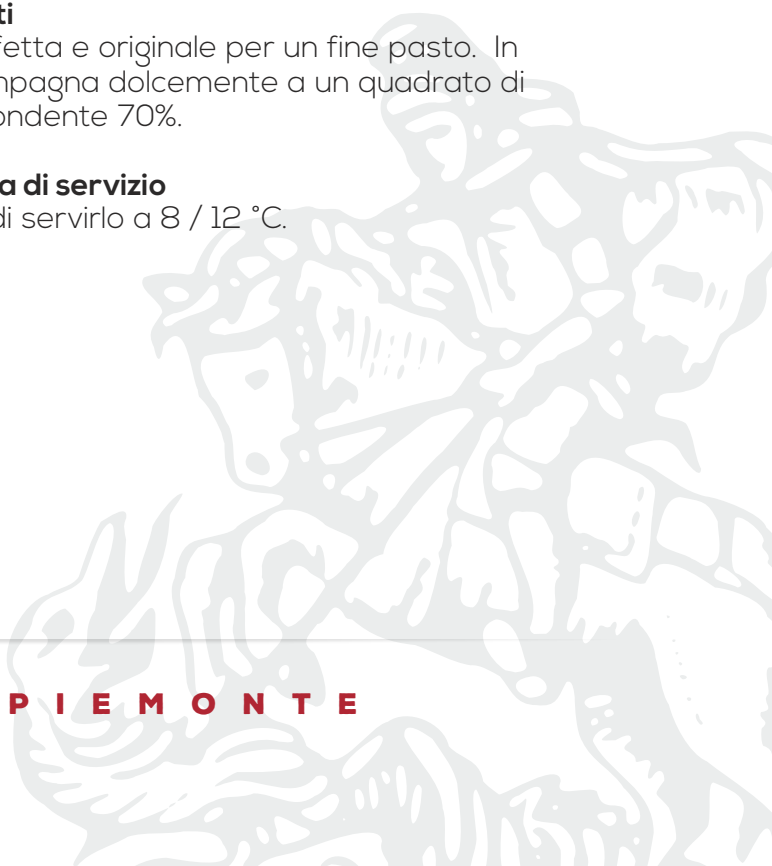 ti
fetta e originale per un fine pasto. In
mpagna dolcemente a un quadrato di
ondente 70%.
a di servizio
di servirlo a 8 / 12 °C.
PIEMONTE